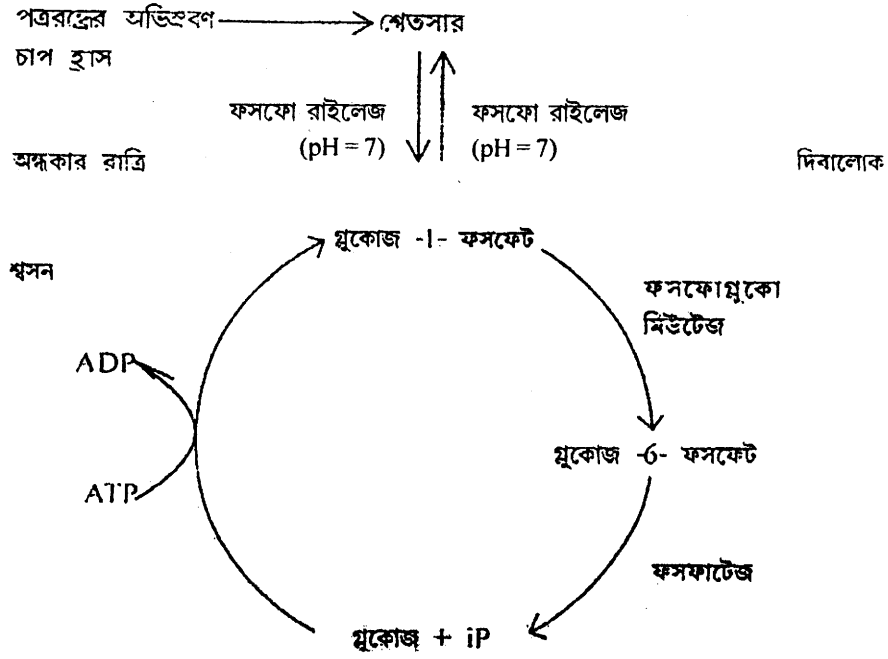 পত্ররন্ধ্রের অভিস্রবণ
চাপ হ্রাস
শ্বেতসার
ফসফো রাইলেজ
(pH = 7)
ফসফো রাইলেজ
(pH = 7)
অন্ধকার রাত্রি
দিবালোক
গ্লুকোজ -1- ফসফেট
শ্বসন
ফসফোগ্লুকো
মিউটেজ
ADP
গ্লুকোজ -6- ফসফেট
ATP
ফসফাটেজ
গ্লুকোজ + iP